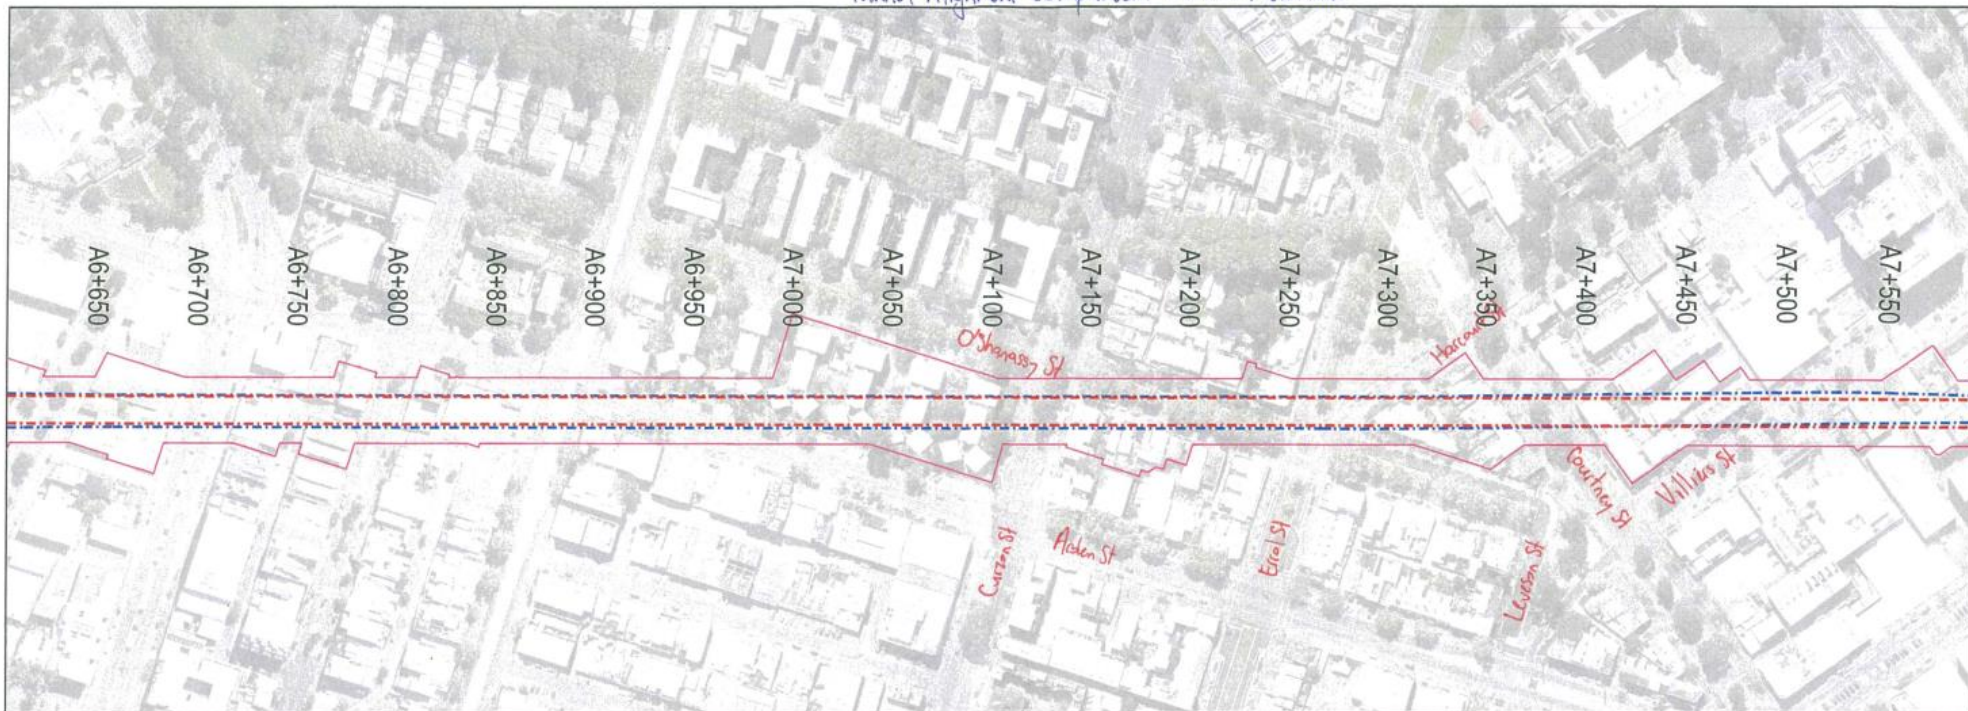 A6+650
A6+700
A6+750
A6+800
A6+850
A6+900
A6+950
A7+000
A7+050
A7+100
A7+150
A7+200
A7+250
A7+300
A7+350
A7+400
A7+450
A7+500
A7+550
O'Shanassy St
Harcourt St
Curzon St
Arden St
Errol St
Leveson St
Courtney St
Villiers St